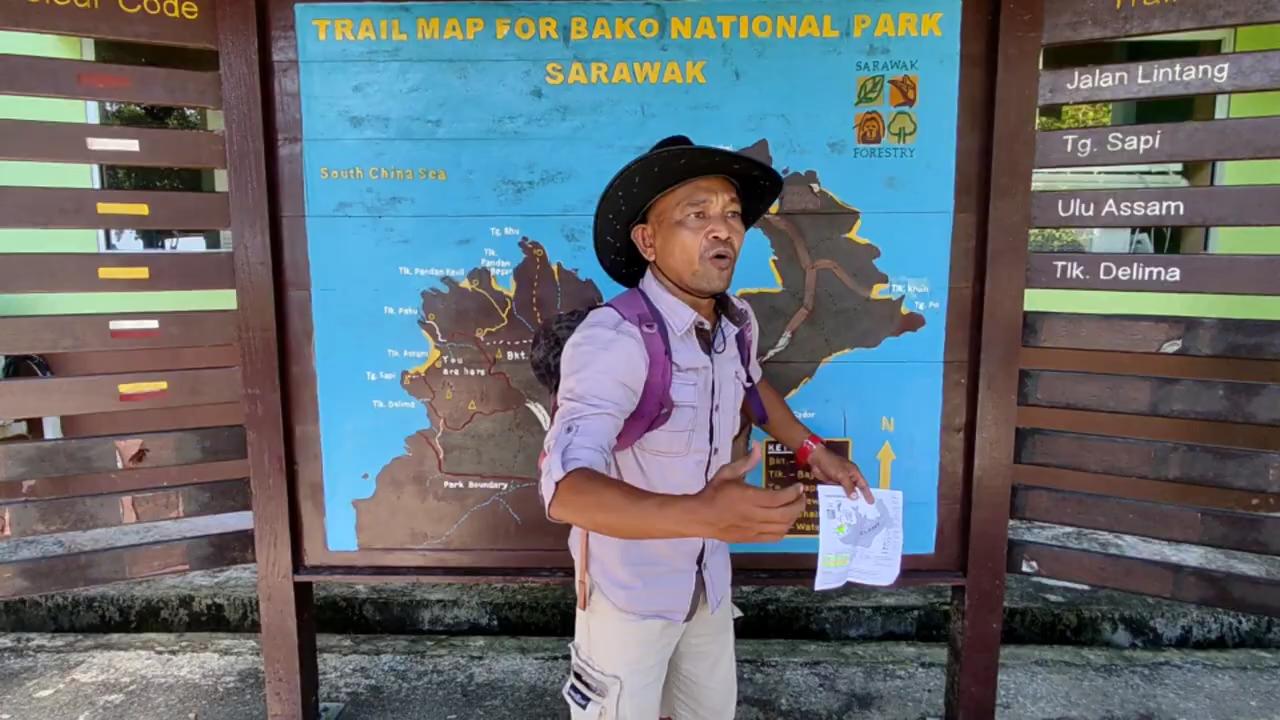 Colour Code
TRAIL MAP FOR BAKO NATIONAL PARK
SARAWAK
SARAWAK
FORESTRY
South China Sea
Tg. Rhu
Tlk.
Pandan
Besar
Tlk. Pandan Kecil
Tlk. Paku
Tlk. Assam
You
are here
Bkt.
Tg. Sapi
Tlk. Delima
Park Boundary
Tg. Po
N
Bkt. -
Tlk. -
Jalan Lintang
Tg. Sapi
Ulu Assam
Tlk. Delima